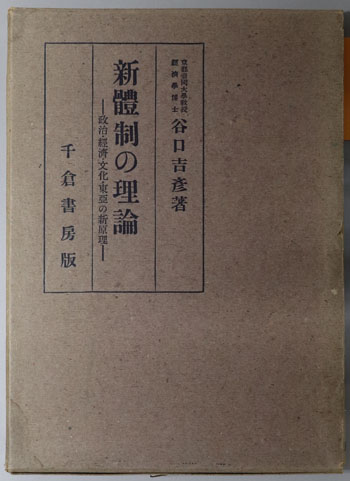 京都帝國大學敎授
經濟學博士
谷口吉彥著
新體制の理論
―政治・經濟・文化・東亞の新原理―
千倉書房版